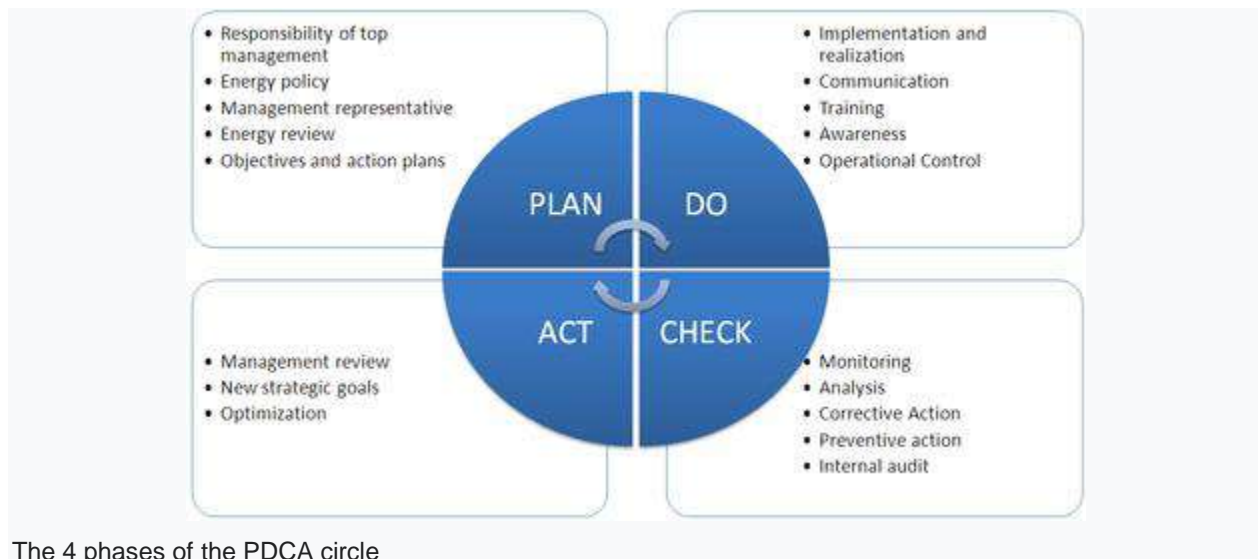 • Responsibility of top
management
• Energy policy
• Management representative
• Energy review
• Objectives and action plans
• Implementation and
realization
• Communication
• Training
• Awareness
• Operational Control
PLAN
DO
ACT
CHECK
• Management review
• New strategic goals
• Optimization
• Monitoring
• Analysis
• Corrective Action
• Preventive action
• Internal audit
The 4 phases of the PDCA circle